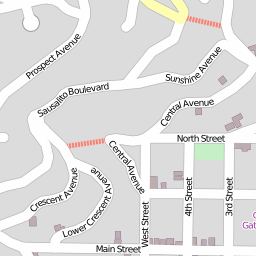 Prospect Avenue
Sunshine Avenue
Sausalito Boulevard
Central Avenue
North Street
Central Avenue
Crescent Avenue
Lower Crescent Avenue
West Street
4th Street
3rd Street
Main Street